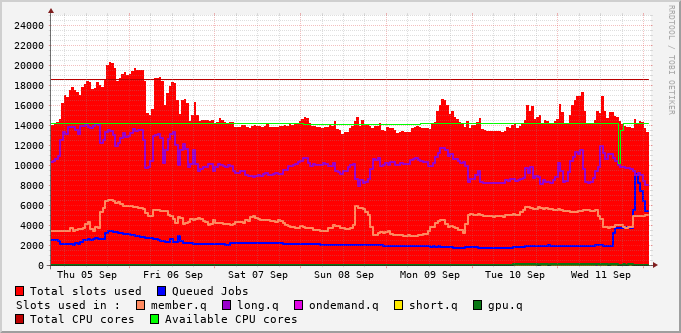 RRDTOOL / TOBI OETIKER
24000
22000
20000
18000
16000
14000
12000
10000
8000
6000
4000
2000
0
Thu 05 Sep Fri 06 Sep Sat 07 Sep Sun 08 Sep Mon 09 Sep Tue 10 Sep Wed 11 Sep
Total slots used Queued Jobs
Slots used in : member.q long.q ondemand.q short.q gpu.q
Total CPU cores Available CPU cores